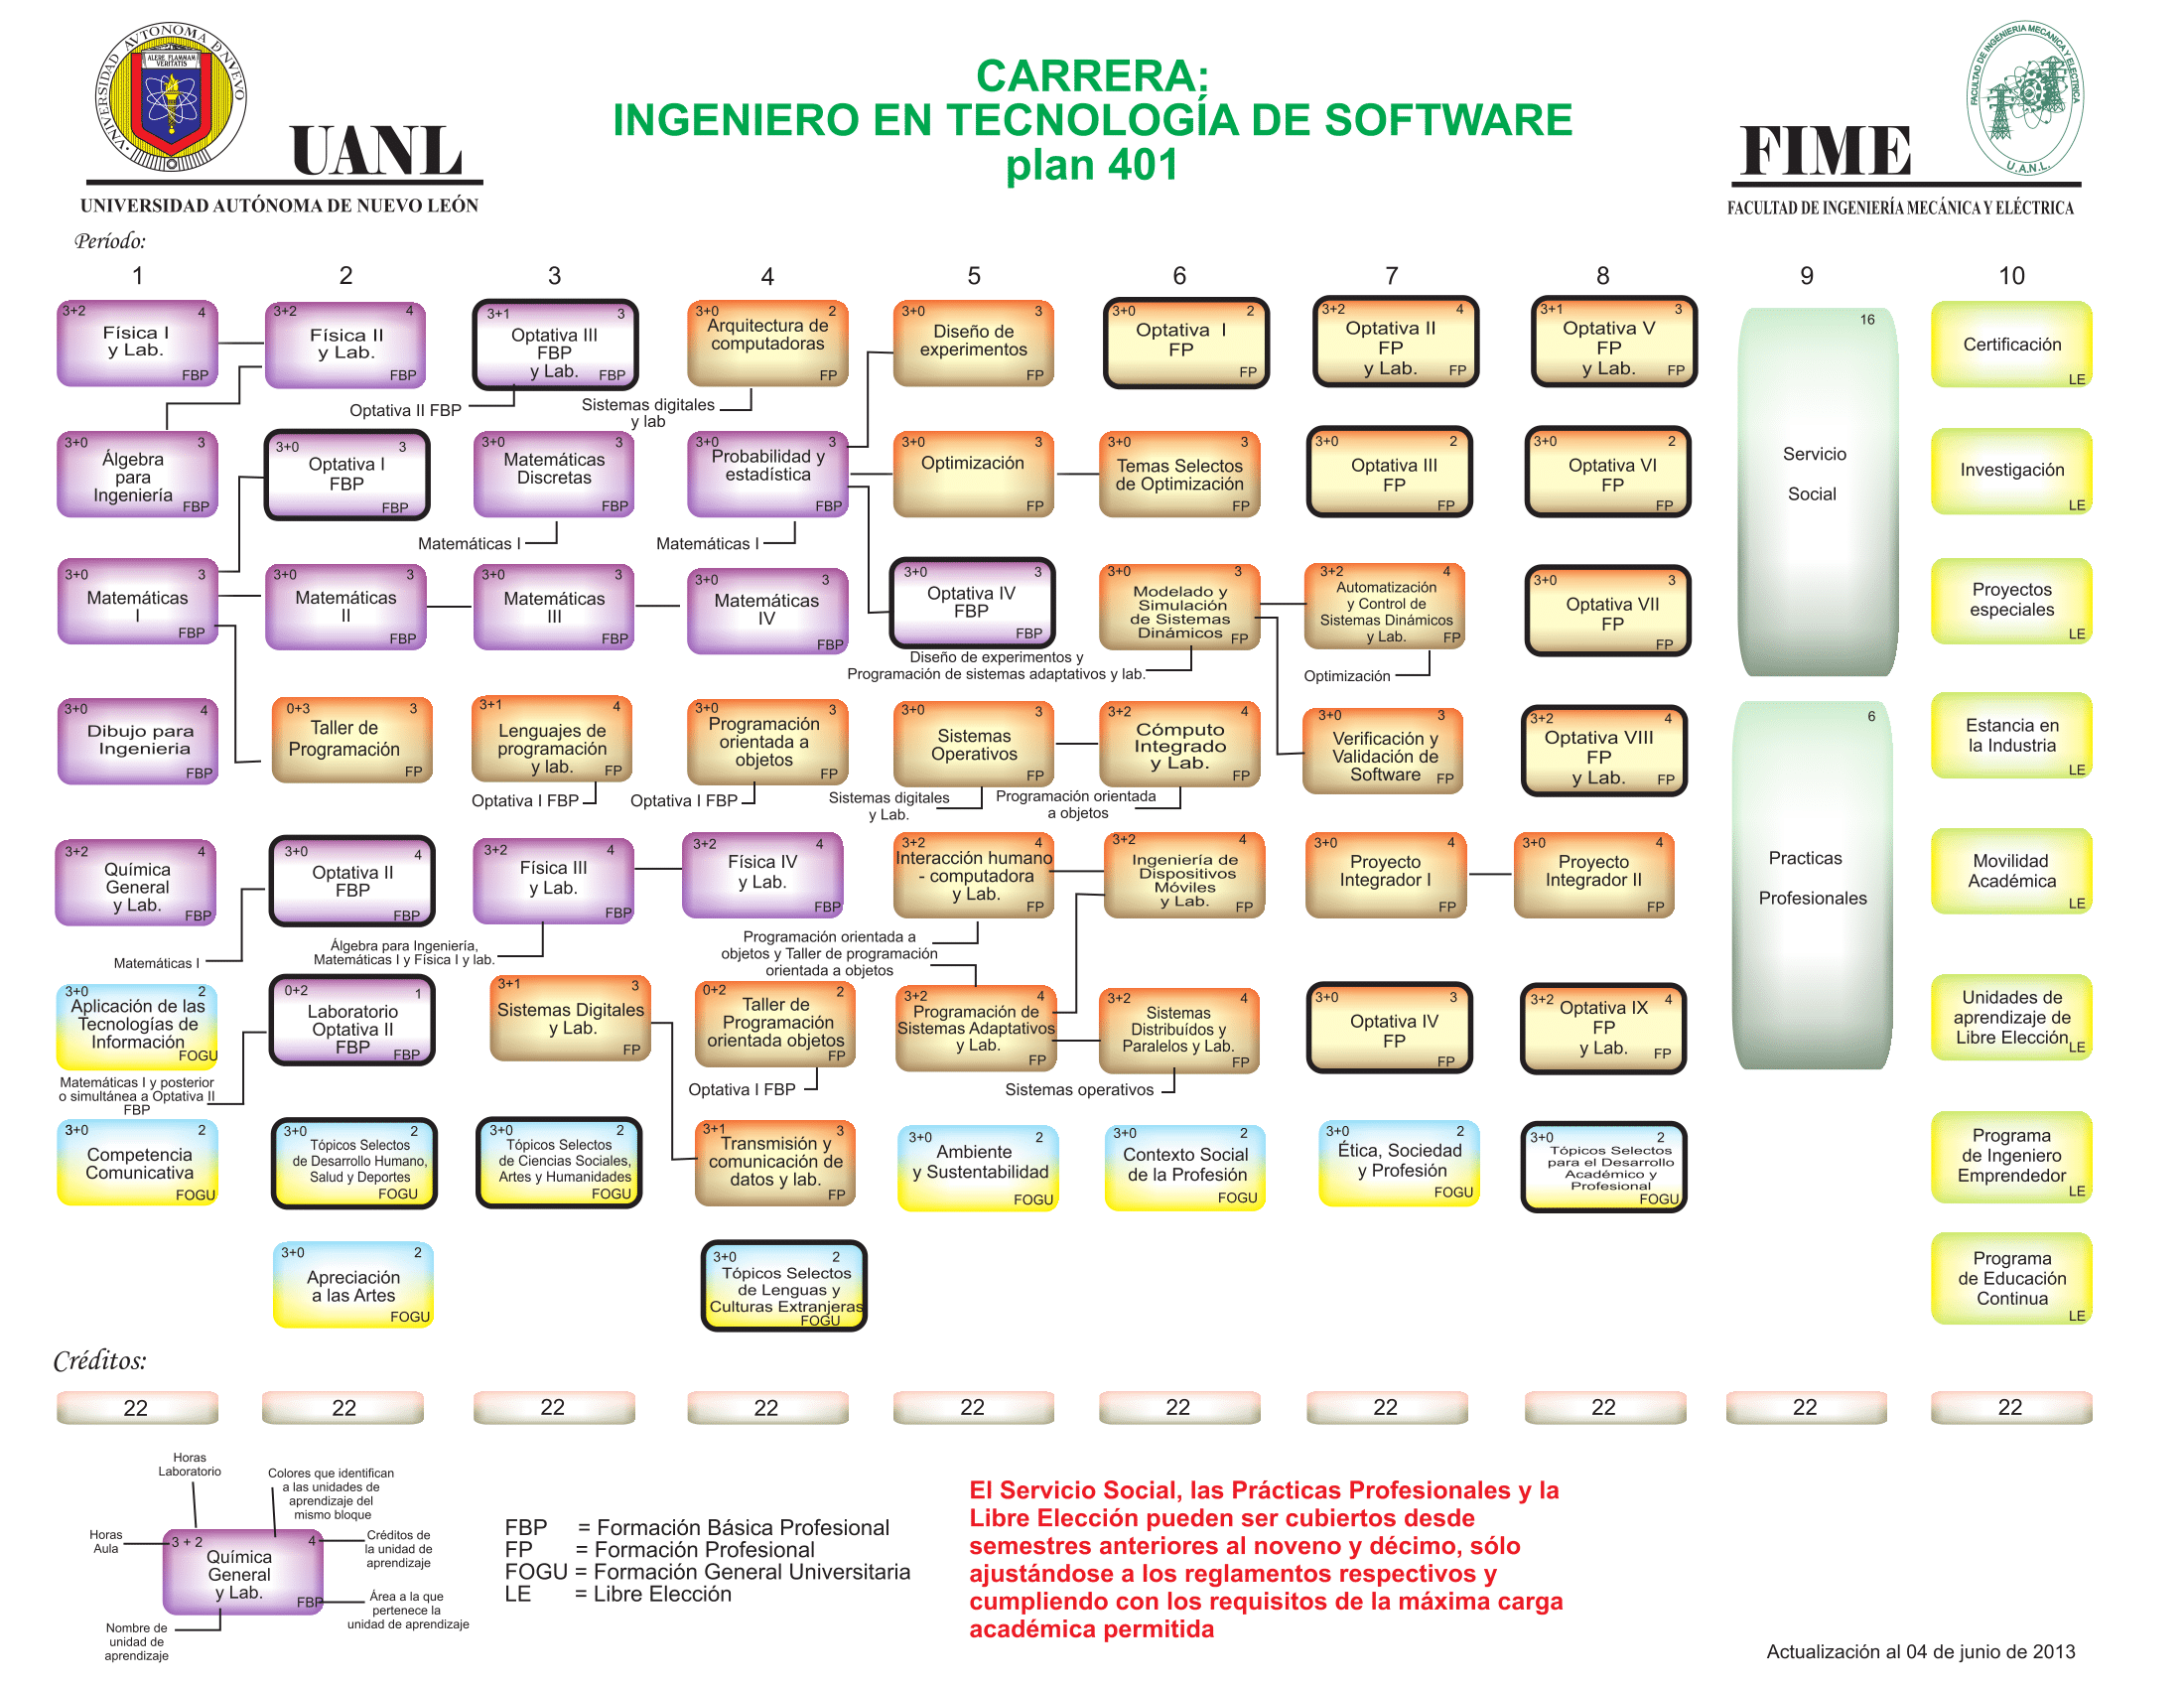 UNIVERSIDAD AUTONOMA D NUEVO
ALERE FLAMMAM
VERITATIS
UANL
UNIVERSIDAD AUTÓNOMA DE NUEVO LEÓN
CARRERA:
INGENIERO EN TECNOLOGÍA DE SOFTWARE
plan 401
FACULTAD DE INGENIERIA MECANICA Y ELECTRICA
U.A.N.L.
FIME
FACULTAD DE INGENIERÍA MECÁNICA Y ELÉCTRICA
Período:
1 2 3 4 5 6 7 8 9 10
3+2 4
Física I
y Lab.
FBP
3+2 4
Física II
y Lab.
FBP
3+1 3
Optativa III
FBP
y Lab. FBP
Optativa II FBP
3+0 2
Arquitectura de
computadoras
FP
Sistemas digitales
y lab
3+0 3
Diseño de
experimentos
FP
3+0 2
Optativa I
FP
FP
3+2 4
Optativa II
FP
y Lab. FP
3+1 3
Optativa V
FP
y Lab. FP
16
Servicio
Social
Certificación
LE
3+0 3
Álgebra
para
Ingeniería
FBP
3+0 3
Optativa I
FBP
FBP
3+0 3
Matemáticas
Discretas
FBP
Matemáticas I
3+0 3
Probabilidad y
estadística
FBP
Matemáticas I
3+0 3
Optimización
FP
3+0 3
Temas Selectos
de Optimización
FP
3+0 2
Optativa III
FP
FP
3+0 2
Optativa VI
FP
FP
Investigación
LE
3+0 3
Matemáticas
I
FBP
3+0 3
Matemáticas
II
FBP
3+0 3
Matemáticas
III
FBP
3+0 3
Matemáticas
IV
FBP
3+0 3
Optativa IV
FBP
FBP
3+0 3
Modelado y
Simulación
de Sistemas
Dinámicos FP
Diseño de experimentos y
Programación de sistemas adaptativos y lab.
3+2 4
Automatización
y Control de
Sistemas Dinámicos
y Lab. FP
Optimización
3+0 3
Optativa VII
FP
FP
Proyectos
especiales
LE
3+0 4
Dibujo para
Ingenieria
FBP
0+3 3
Taller de
Programación
FP
3+1 4
Lenguajes de
programación
y lab. FP
Optativa I FBP
3+0 3
Programación
orientada a
objetos
FP
Optativa I FBP
3+0 3
Sistemas
Operativos
FP
Sistemas digitales
y Lab.
3+2 4
Cómputo
Integrado
y Lab.
FP
Programación orientada
a objetos
3+0 3
Verificación y
Validación de
Software FP
3+2 4
Optativa VIII
FP
y Lab. FP
6
Practicas
Profesionales
Estancia en
la Industria
LE
3+2 4
Química
General
y Lab.
FBP
3+0 4
Optativa II
FBP
FBP
Matemáticas I
3+2 4
Física III
y Lab.
FBP
Álgebra para Ingeniería,
Matemáticas I y Física I y lab.
3+2 4
Física IV
y Lab.
FBP
3+2 4
Interacción humano
- computadora
y Lab. FP
Programación orientada a
objetos y Taller de programación
orientada a objetos
3+2 4
Ingeniería de
Dispositivos
Móviles
y Lab. FP
3+0 4
Proyecto
Integrador I
FP
3+0 4
Proyecto
Integrador II
FP
Movilidad
Académica
LE
3+0 2
Aplicación de las
Tecnologías de
Información
FOGU
0+2 1
Laboratorio
Optativa II
FBP FBP
Matemáticas I y posterior
o simultánea a Optativa II
FBP
3+1 3
Sistemas Digitales
y Lab.
FP
0+2 2
Taller de
Programación
orientada objetos
FP
Optativa I FBP
3+2 4
Programación de
Sistemas Adaptativos
y Lab.
FP
3+2 4
Sistemas
Distribuídos y
Paralelos y Lab.
FP
Sistemas operativos
3+0 3
Optativa IV
FP
FP
3+2 4
Optativa IX
FP
y Lab. FP
Unidades de
aprendizaje de
Libre Elección
LE
3+0 2
Competencia
Comunicativa
FOGU
3+0 2
Tópicos Selectos
de Desarrollo Humano,
Salud y Deportes
FOGU
3+0 2
Tópicos Selectos
de Ciencias Sociales,
Artes y Humanidades
FOGU
3+1 3
Transmisión y
comunicación de
datos y lab.
FP
3+0 2
Ambiente
y Sustentabilidad
FOGU
3+0 2
Contexto Social
de la Profesión
FOGU
3+0 2
Ética, Sociedad
y Profesión
FOGU
3+0 2
Tópicos Selectos
para el Desarrollo
Académico y
Profesional
FOGU
Programa
de Ingeniero
Emprendedor
LE
3+0 2
Apreciación
a las Artes
FOGU
3+0 2
Tópicos Selectos
de Lenguas y
Culturas Extranjeras
FOGU
Programa
de Educación
Continua
LE
Créditos:
22 22 22 22 22 22 22 22 22 22
Horas
Laboratorio
Colores que identifican
a las unidades de
aprendizaje del
mismo bloque
Horas
Aula
3 + 2 4
Química
General
y Lab.
FBP
Créditos de
la unidad de
aprendizaje
Área a la que
pertenece la
unidad de aprendizaje
Nombre de
unidad de
aprendizaje
FBP = Formación Básica Profesional
FP = Formación Profesional
FOGU = Formación General Universitaria
LE = Libre Elección
El Servicio Social, las Prácticas Profesionales y la
Libre Elección pueden ser cubiertos desde
semestres anteriores al noveno y décimo, sólo
ajustándose a los reglamentos respectivos y
cumpliendo con los requisitos de la máxima carga
académica permitida
Actualización al 04 de junio de 2013